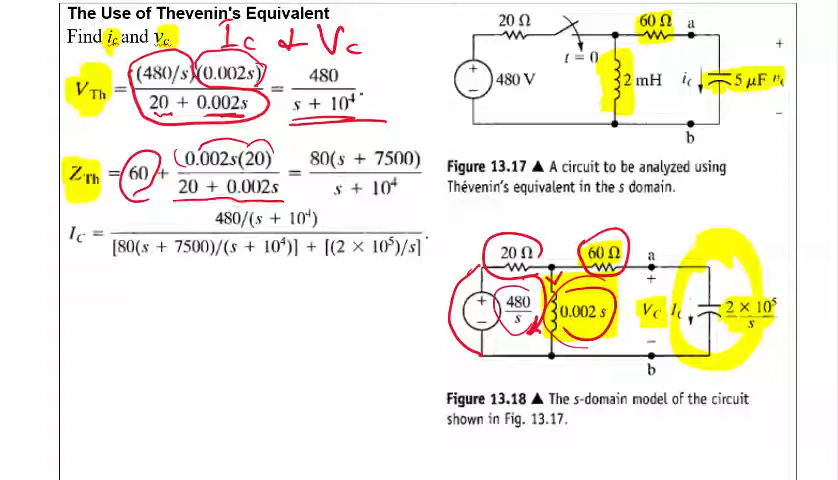 The Use of Thevenin's Equivalent
Find ic and vc
Ic & Vc
VTh = (480/s)(0.002s) / 20 + 0.002s = 480 / s + 10⁴ .
ZTh = 60 + 0.002s(20) / 20 + 0.002s = 80(s + 7500) / s + 10⁴
IC = 480/(s + 10⁴) / [80(s + 7500)/(s + 10⁴)] + [(2 × 10⁵)/s] .
20 Ω 60 Ω a
t = 0
+
+
−
480 V 2 mH iC 5 μF vC
−
b
Figure 13.17 ▲ A circuit to be analyzed using
Thévenin's equivalent in the s domain.
20 Ω 60 Ω a
+
+
−
480/s 0.002 s VC IC 2 × 10⁵/s
−
b
Figure 13.18 ▲ The s-domain model of the circuit
shown in Fig. 13.17.